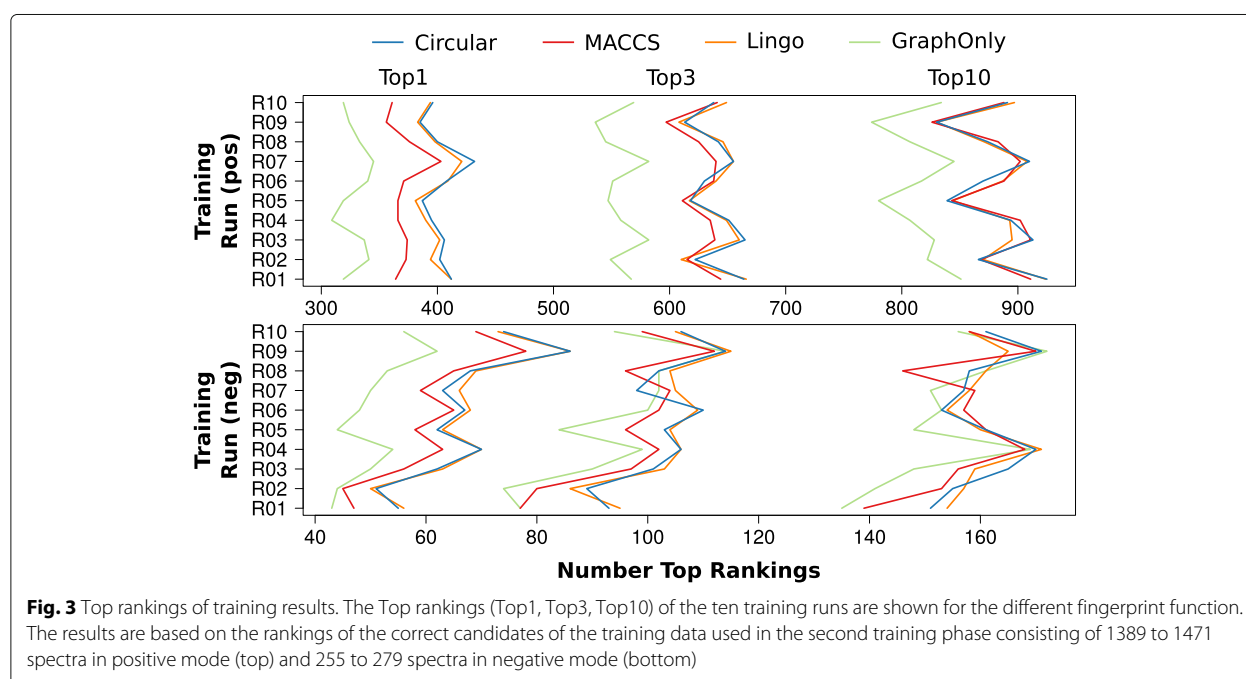 Circular MACCS Lingo GraphOnly
Top1 Top3 Top10
Training
Run (pos)
R10
R09
R08
R07
R06
R05
R04
R03
R02
R01
300 400 500 600 700 800 900
Training
Run (neg)
R10
R09
R08
R07
R06
R05
R04
R03
R02
R01
40 60 80 100 120 140 160
Number Top Rankings
Fig. 3 Top rankings of training results. The Top rankings (Top1, Top3, Top10) of the ten training runs are shown for the different fingerprint function.
The results are based on the rankings of the correct candidates of the training data used in the second training phase consisting of 1389 to 1471
spectra in positive mode (top) and 255 to 279 spectra in negative mode (bottom)